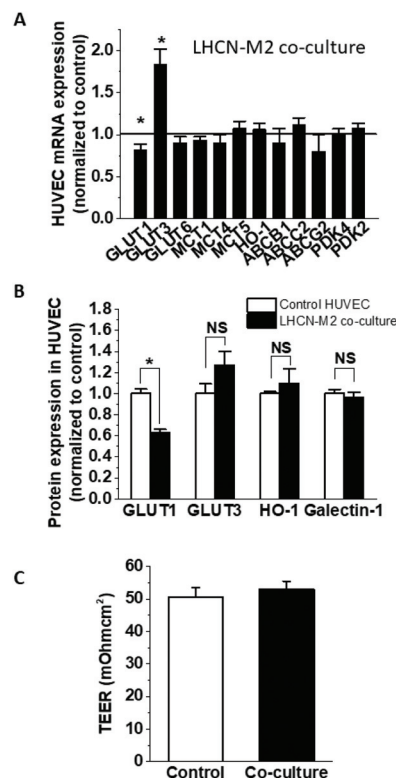 A
LHCN-M2 co-culture
HUVEC mRNA expression
(normalized to control)
2.0
1.5
1.0
0.5
0.0
* *
GLUT1 GLUT3 GLUT6 MCT1 MCT4 MCT5 HO-1 ABCB1 ABCC2 ABCG2 PDK4 PDK2
B
Control HUVEC
LHCN-M2 co-culture
Protein expression in HUVEC
(normalized to control)
1.8
1.6
1.4
1.2
1.0
0.8
0.6
0.4
0.2
0.0
* NS NS NS
GLUT1 GLUT3 HO-1 Galectin-1
C
TEER (mOhmcm²)
60
50
40
30
20
10
0
Control Co-culture